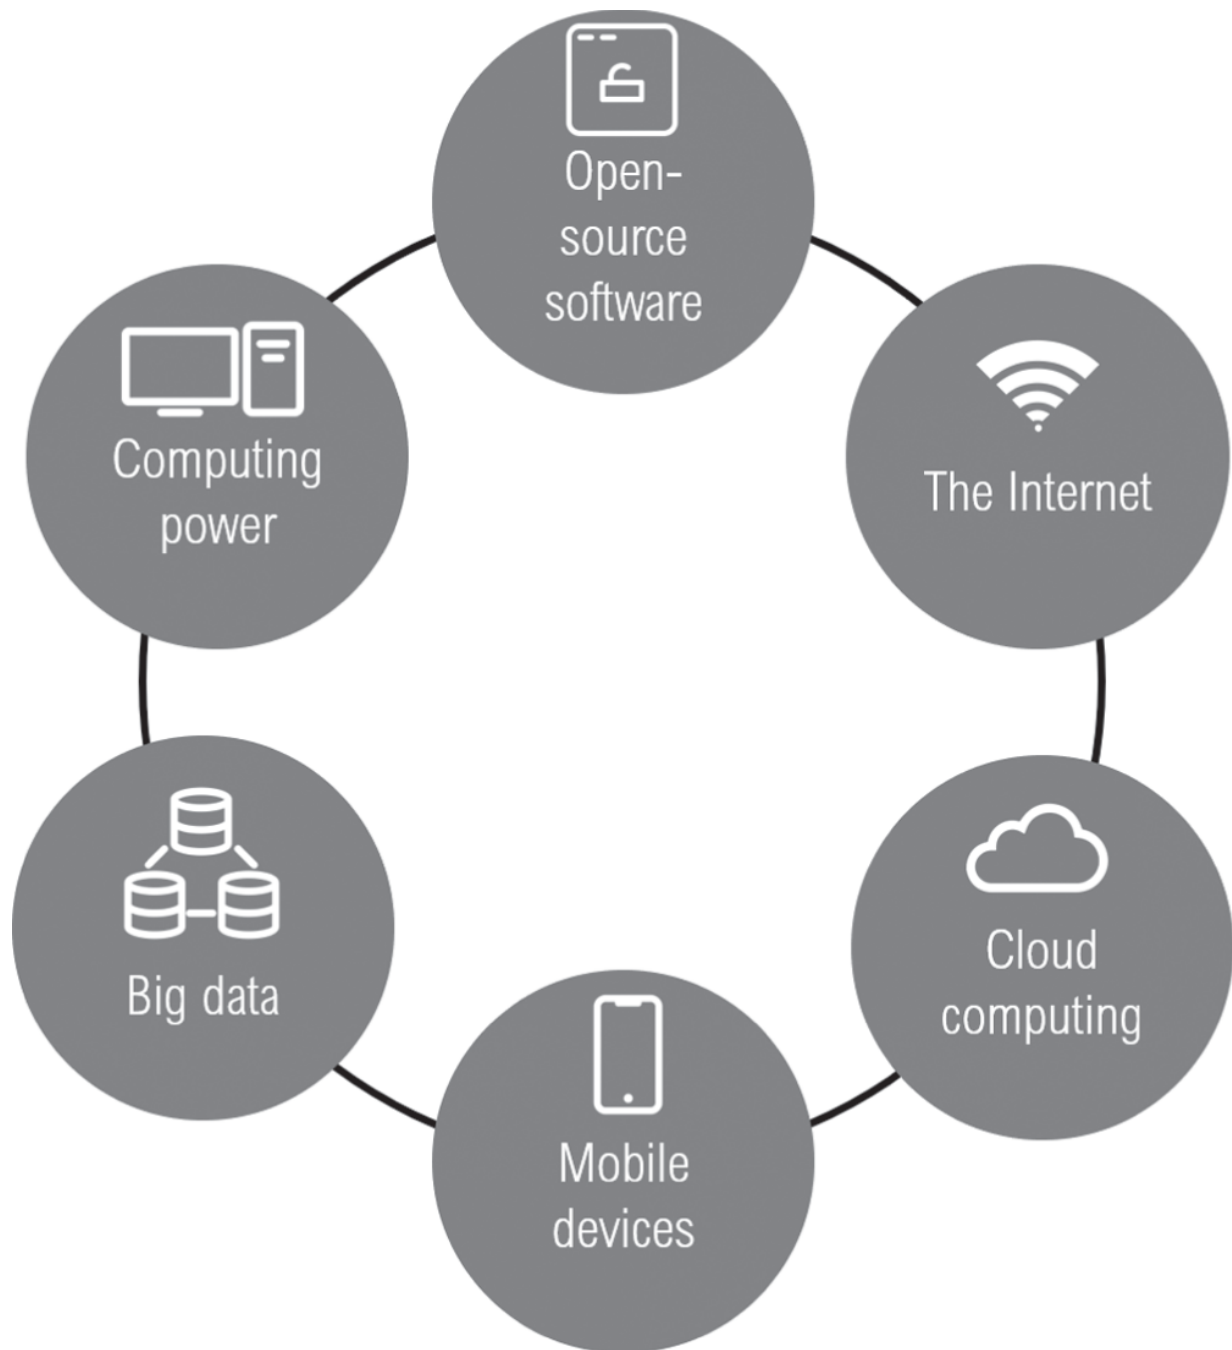 Open-
source
software
The Internet
Cloud
computing
Mobile
devices
Big data
Computing
power